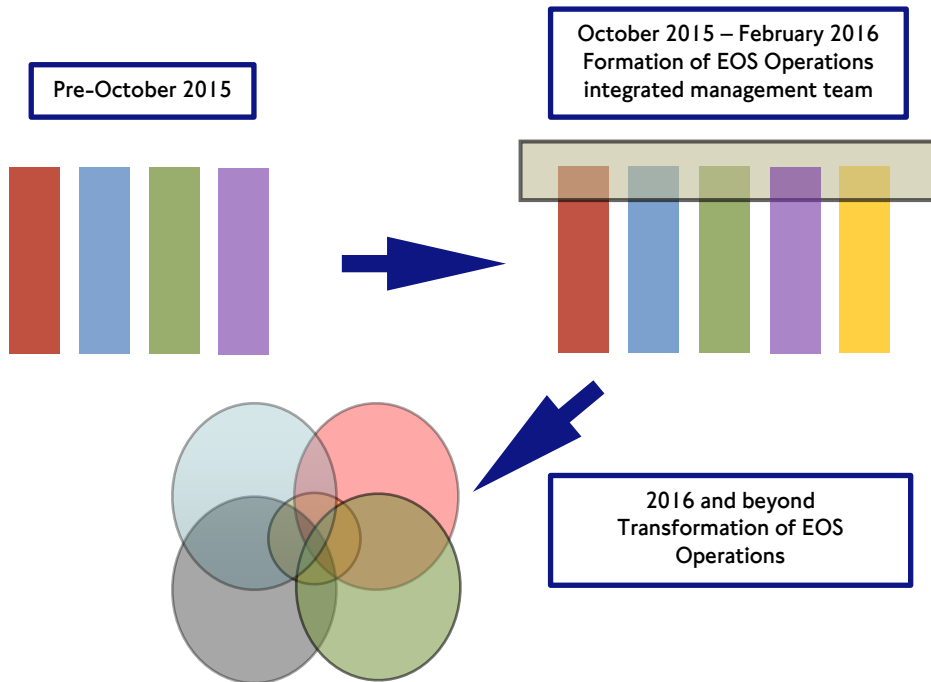 Pre-October 2015
October 2015 – February 2016
Formation of EOS Operations
integrated management team
2016 and beyond
Transformation of EOS
Operations